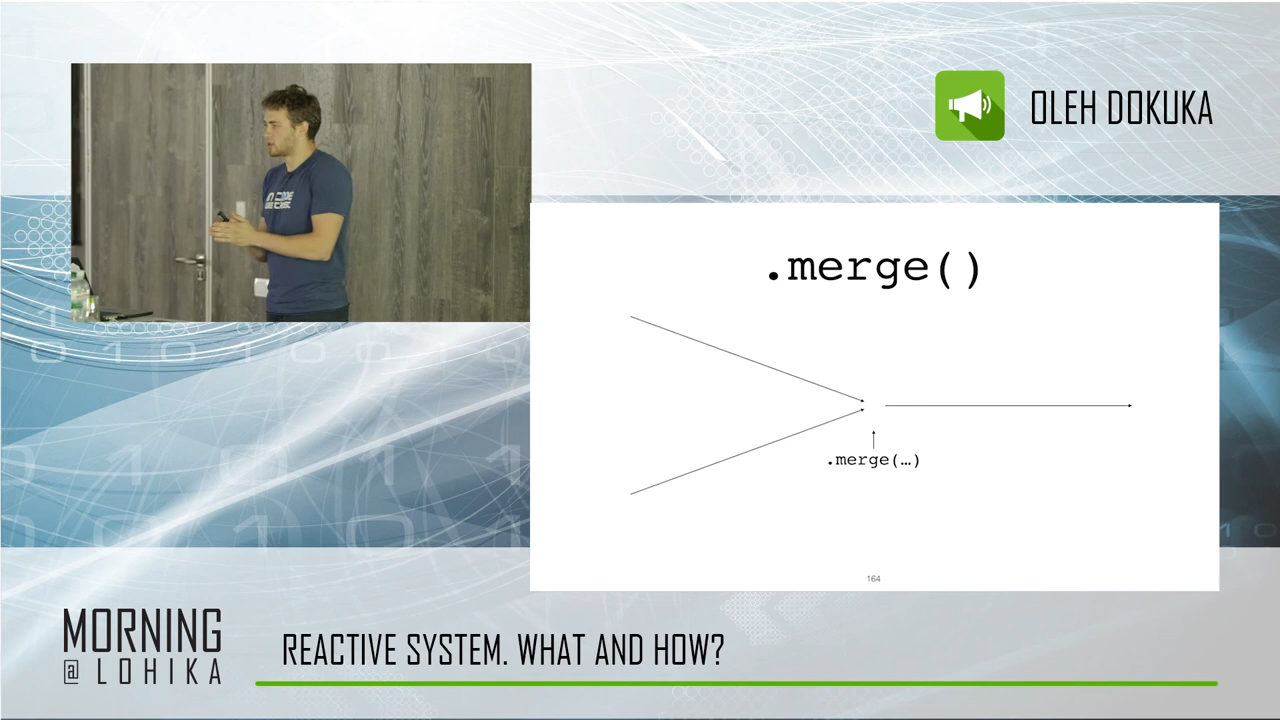 OLEH DOKUKA
.merge()
.merge(…)
164
MORNING
@ LOHIKA
REACTIVE SYSTEM. WHAT AND HOW?